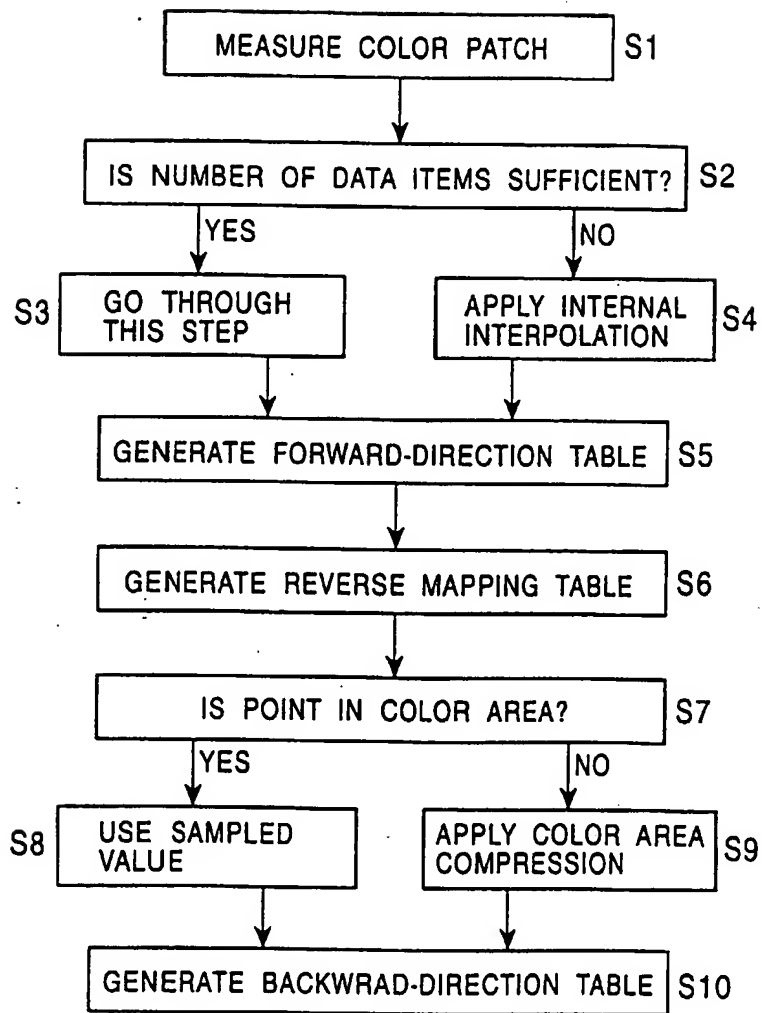 MEASURE COLOR PATCH S1
IS NUMBER OF DATA ITEMS SUFFICIENT? S2
YES NO
S3 GO THROUGH
THIS STEP
APPLY INTERNAL
INTERPOLATION S4
GENERATE FORWARD-DIRECTION TABLE S5
GENERATE REVERSE MAPPING TABLE S6
IS POINT IN COLOR AREA? S7
YES NO
S8 USE SAMPLED
VALUE
APPLY COLOR AREA
COMPRESSION S9
GENERATE BACKWRAD-DIRECTION TABLE S10